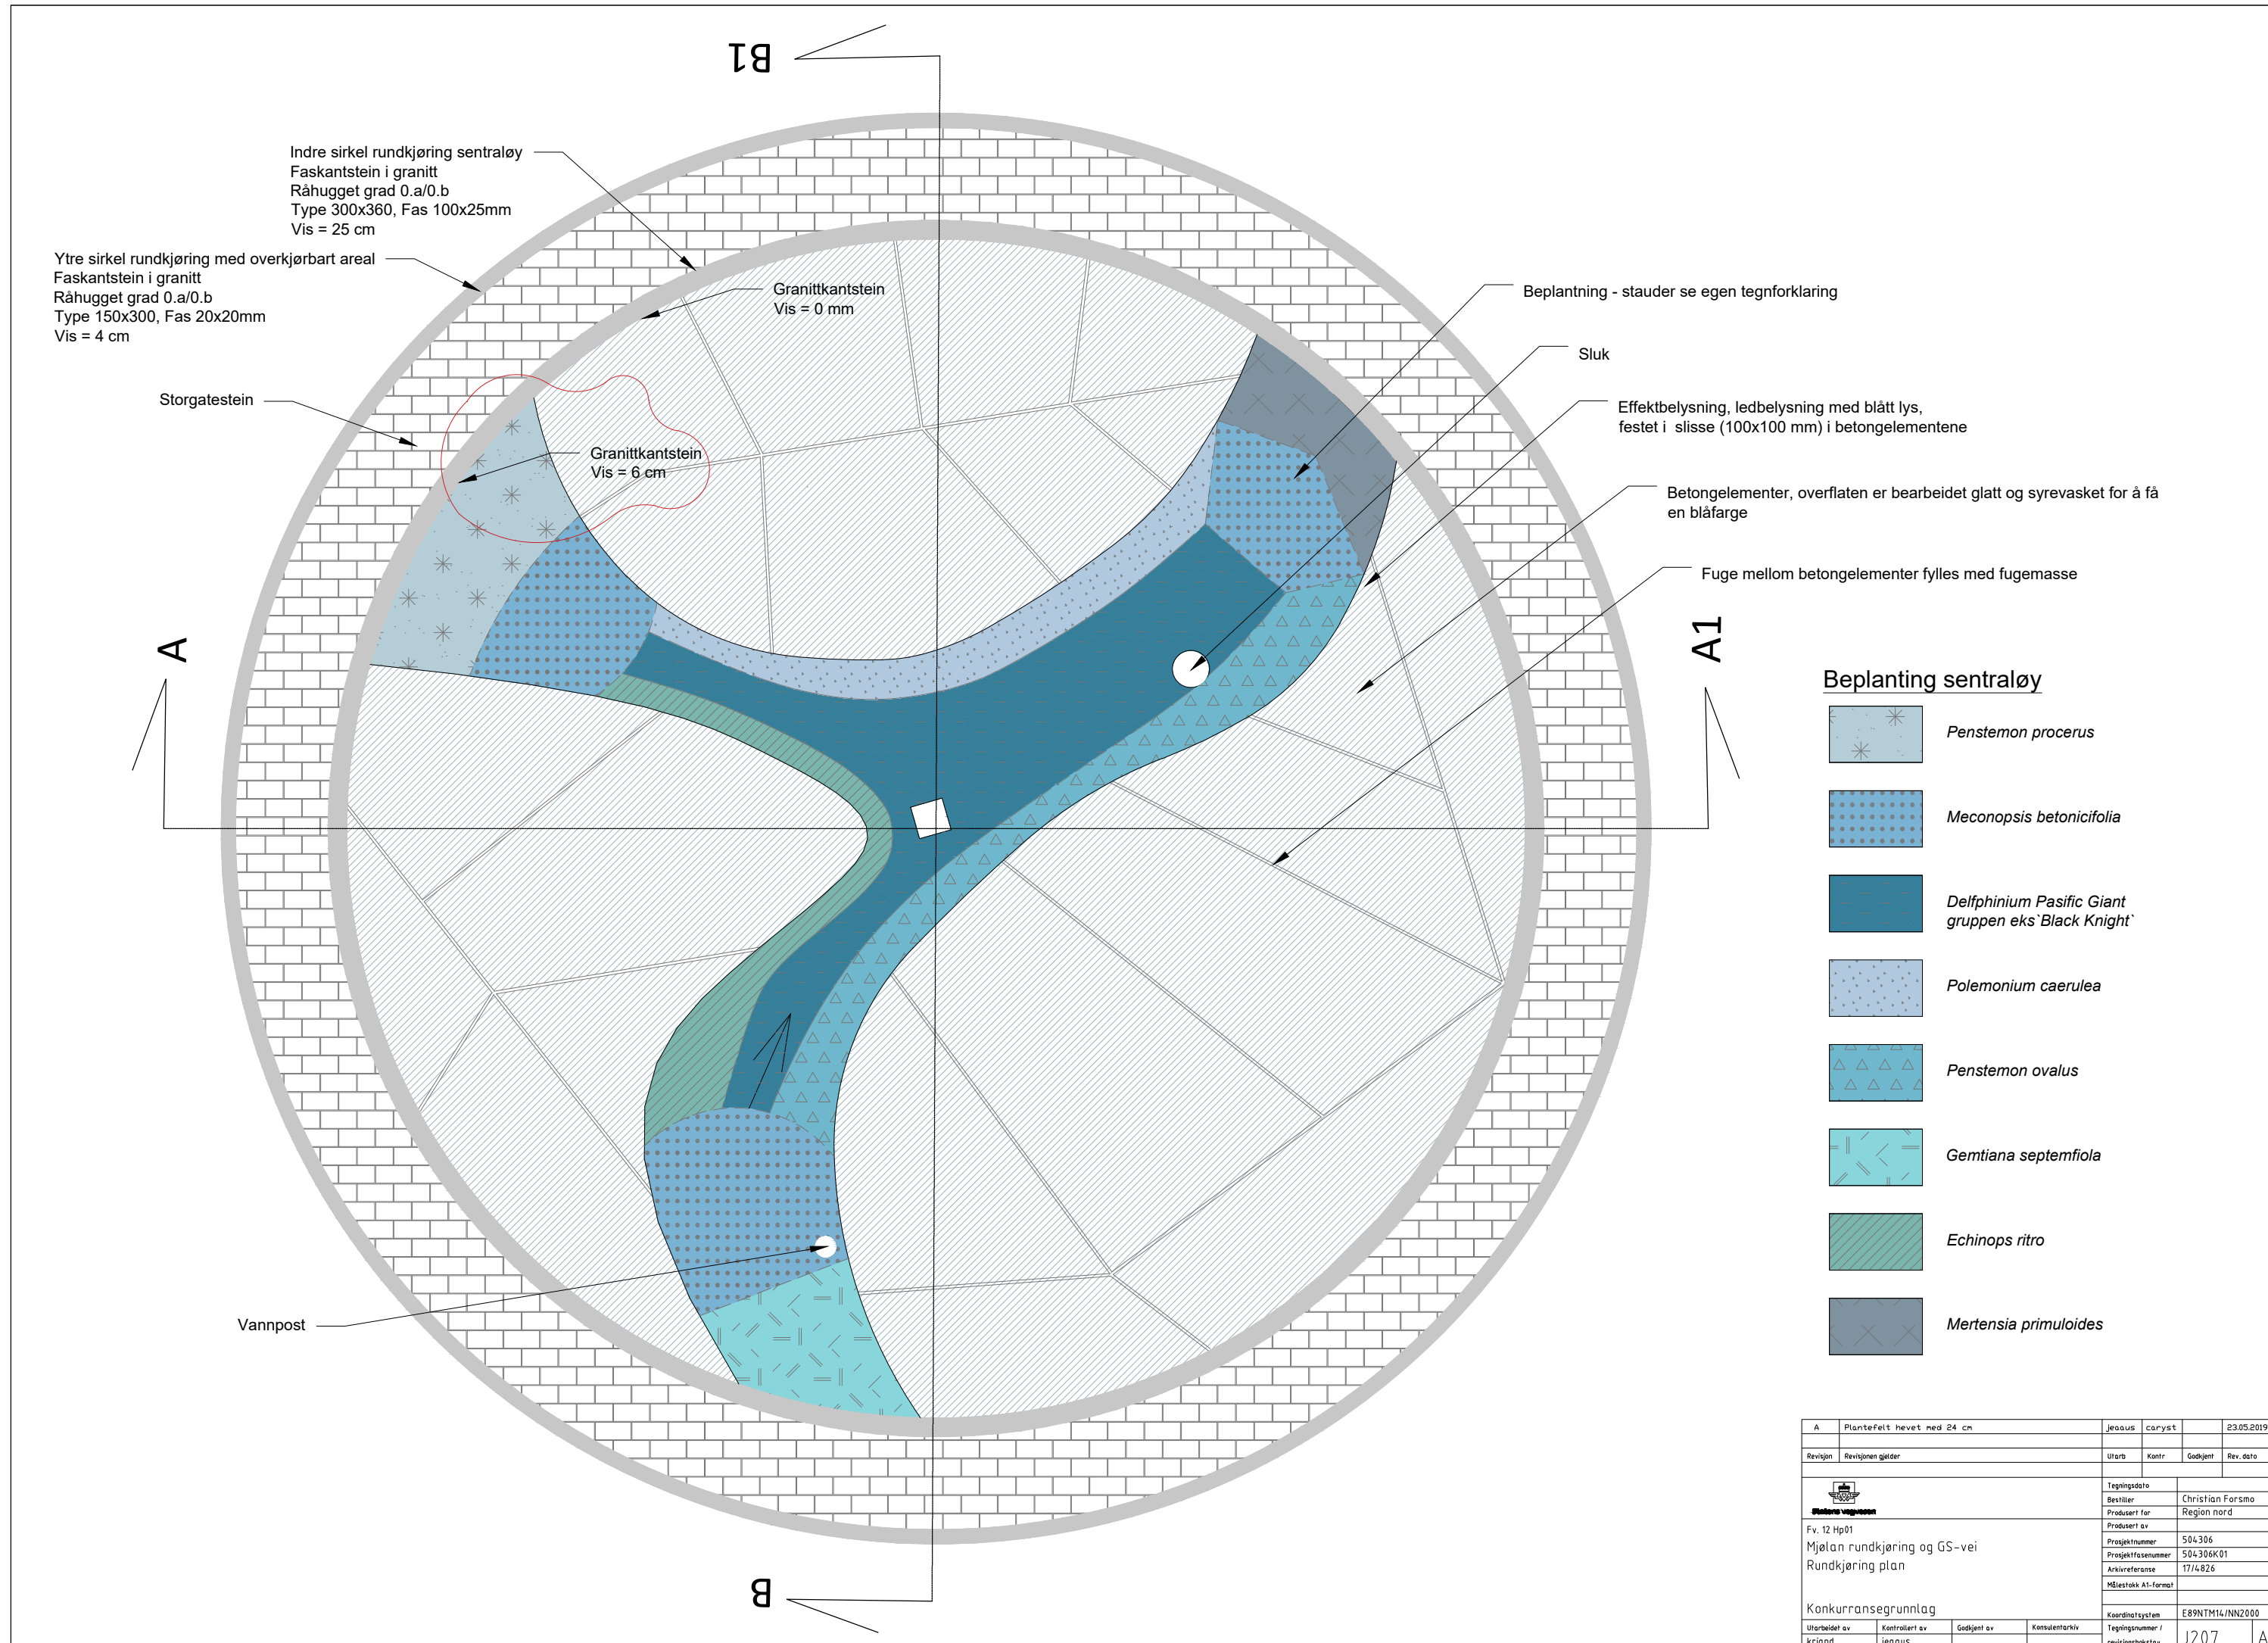 B1
Indre sirkel rundkjøring sentraløy
Faskantstein i granitt
Råhugget grad 0.a/0.b
Type 300x360, Fas 100x25mm
Vis = 25 cm
Ytre sirkel rundkjøring med overkjørbart areal
Faskantstein i granitt
Råhugget grad 0.a/0.b
Type 150x300, Fas 20x20mm
Vis = 4 cm
Granittkantstein
Vis = 0 mm
Beplantning - stauder se egen tegnforklaring
Sluk
Storgatestein
Effektbelysning, ledbelysning med blått lys,
festet i slisse (100x100 mm) i betongelementene
Granittkantstein
Vis = 6 cm
Betongelementer, overflaten er bearbeidet glatt og syrevasket for å få
en blåfarge
Fuge mellom betongelementer fylles med fugemasse
A
A1
Beplanting sentraløy
Penstemon procerus
Meconopsis betonicifolia
Delfphinium Pasific Giant
gruppen eks`Black Knight`
Polemonium caerulea
Penstemon ovalus
Gemtiana septemfiola
Echinops ritro
Mertensia primuloides
Vannpost
B
A Plantefelt hevet med 24 cm jeaaus caryst 23.05.2019
Revisjon Revisjonen gjelder Utarb Kontr Godkjent Rev. dato
Statens vegvesen
Tegningsdato
Bestiller Christian Forsmo
Produsert for Region nord
Produsert av
Prosjektnummer 504306
Prosjektfasenummer 504306K01
Arkivreferanse 17/4826
Målestokk A1-format
Koordinatsystem E89NTM14/NN2000
Fv. 12 Hp01
Mjølan rundkjøring og GS-vei
Rundkjøring plan
Konkurransegrunnlag
Utarbeidet av Kontrollert av Godkjent av Konsulentarkiv
Tegningsnummer /
revisjonsbokstav J207 A